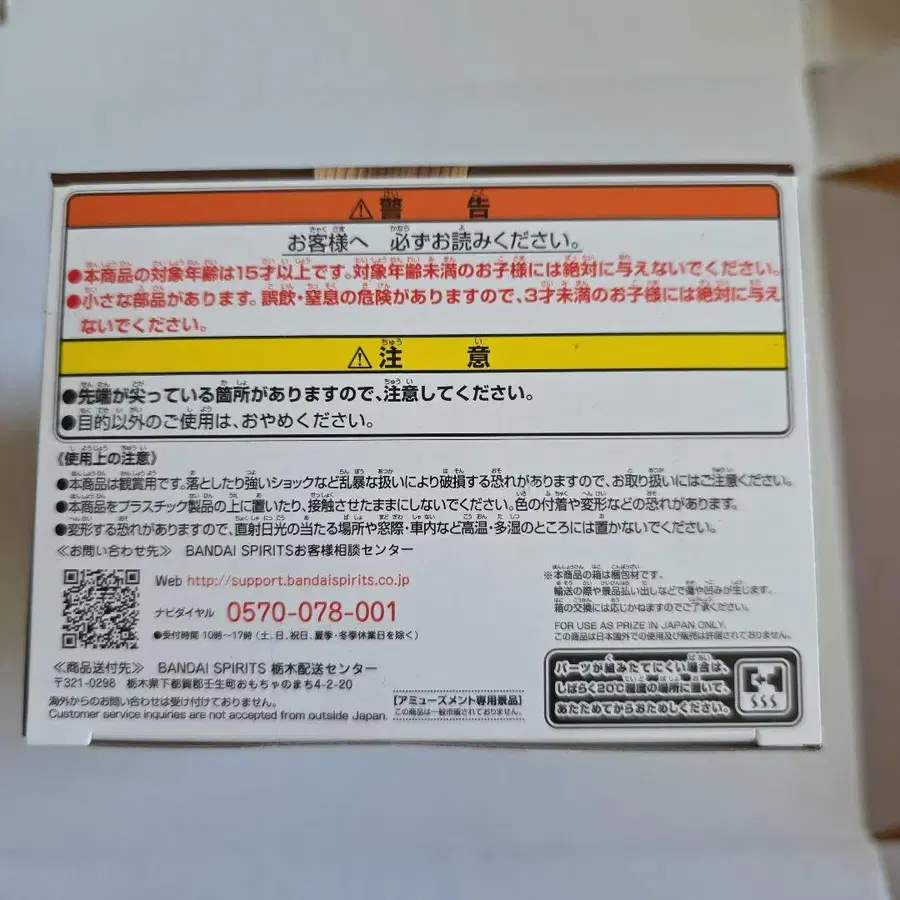 ⚠警告
お客様へ 必ずお読みください。
●本商品の対象年齢は15才以上です。対象年齢未満のお子様には絶対に与えないでください。
●小さな部品があります。誤飲・窒息の危険がありますので、3才未満のお子様には絶対に与え
ないでください。
⚠注意
●先端が尖っている箇所がありますので、注意してください。
●目的以外のご使用は、おやめください。
《使用上の注意》
●本商品は観賞用です。落としたり強いショックなど乱暴な扱いにより破損する恐れがありますので、お取り扱いにはご注意ください。
●本商品をプラスチック製品の上に置いたり、接触させたままにしないでください。色の付着や変形などの恐れがあります。
●変形する恐れがありますので、直射日光の当たる場所や窓際・車内など高温・多湿のところには置かないでください。
≪お問い合わせ先≫ BANDAI SPIRITSお客様相談センター
Web http://support.bandaispirits.co.jp
ナビダイヤル 0570-078-001
●受付時間 10時〜17時(土、日、祝日、夏季・冬季休業日を除く)
≪商品送付先≫ BANDAI SPIRITS 栃木配送センター
〒321-0298 栃木県下都賀郡壬生町おもちゃのまち4-2-20
海外からのお問い合わせは受け付けておりません。
Customer service inquiries are not accepted from outside Japan.
[アミューズメント専用景品]
この商品は一般市販されておりません。
※本商品の箱は梱包材です。
輸送の際や景品払い出しなどで傷や凹みが生じます。
箱の交換には応じかねますのでご了承ください。
FOR USE AS PRIZE IN JAPAN ONLY.
この商品は日本国外での使用及び販売は許諾されておりません。
パーツが組みたてにくい場合は、
しばらく20℃程度の場所に置いて、
あたためてからおためしください。